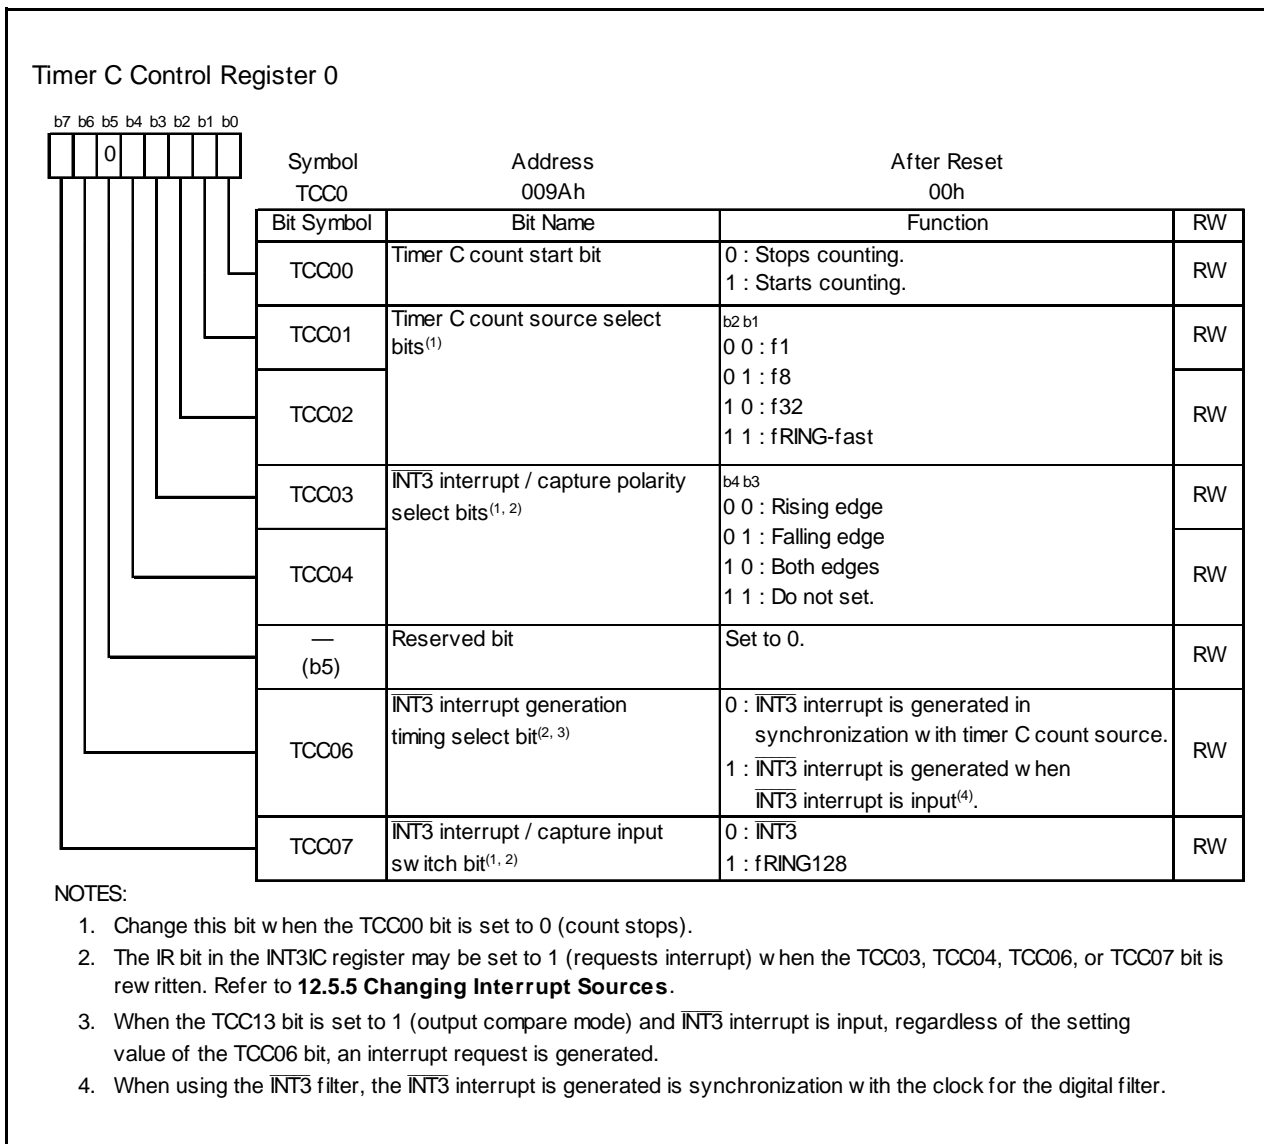 Timer C Control Register 0
b7 b6 b5 b4 b3 b2 b1 b0
0
Symbol Address After Reset
TCC0 009Ah 00h
Bit Symbol Bit Name Function RW
TCC00 Timer C count start bit 0 : Stops counting. RW
1 : Starts counting.
TCC01 Timer C count source select RW
bits(1)
b2 b1
0 0 : f1
0 1 : f8
TCC02 1 0 : f32 RW
1 1 : fRING-fast
TCC03 INT3 interrupt / capture polarity RW
select bits(1, 2)
b4 b3
0 0 : Rising edge
0 1 : Falling edge
TCC04 1 0 : Both edges RW
1 1 : Do not set.
— Reserved bit Set to 0. RW
(b5)
TCC06 INT3 interrupt generation RW
timing select bit(2, 3)
0 : INT3 interrupt is generated in
synchronization with timer C count source.
1 : INT3 interrupt is generated when
INT3 interrupt is input(4).
TCC07 INT3 interrupt / capture input RW
switch bit(1, 2)
0 : INT3
1 : fRING128
NOTES:
1. Change this bit when the TCC00 bit is set to 0 (count stops).
2. The IR bit in the INT3IC register may be set to 1 (requests interrupt) when the TCC03, TCC04, TCC06, or TCC07 bit is
rewritten. Refer to 12.5.5 Changing Interrupt Sources.
3. When the TCC13 bit is set to 1 (output compare mode) and INT3 interrupt is input, regardless of the setting
value of the TCC06 bit, an interrupt request is generated.
4. When using the INT3 filter, the INT3 interrupt is generated is synchronization with the clock for the digital filter.